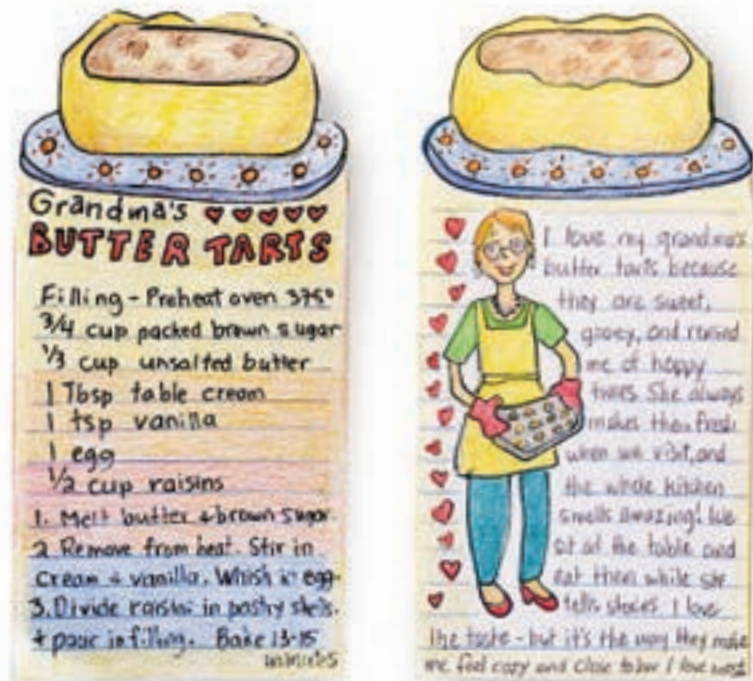 Grandma's
BUTTER TARTS
Filling - Preheat oven 375°
3/4 cup packed brown sugar
1/3 cup unsalted butter
1 Tbsp table cream
1 tsp vanilla
1 egg
1/2 cup raisins
1. Melt butter + brown sugar
2 Remove from heat. Stir in
cream + vanilla. Whisk in egg.
3. Divide raisins in pastry shells.
+ pour in filling. Bake 13-15
minutes
I love my grandma's
butter tarts because
they are sweet,
gooey, and remind
me of happy
times. She always
makes them fresh
when we visit, and
the whole kitchen
smells amazing! We
sit at the table and
eat them while she
tells stories. I love
the taste - but it's the way they make
me feel cozy and close to her I love most